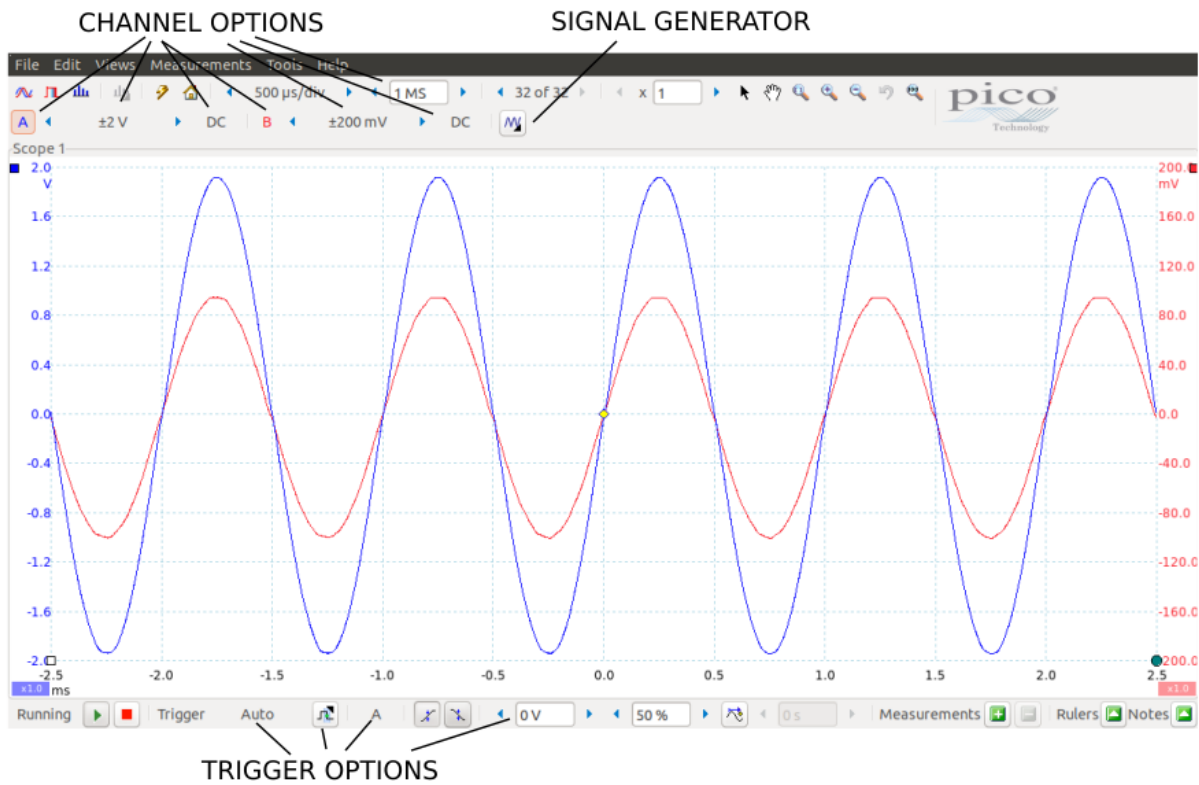 CHANNEL OPTIONS SIGNAL GENERATOR
File Edit Views Measurements Tools Help
500 µs/div 1 MS 32 of 32 x 1 pico
A ±2 V DC B ±200 mV DC Technology
Scope 1
2.0 200.0
V mV
1.6 160.0
1.2 120.0
0.8 80.0
0.4 40.0
0.0 0.0
-0.4 -40.0
-0.8 -80.0
-1.2 -120.0
-1.6 -160.0
-2.0 200.0
-2.5 -2.0 -1.5 -1.0 -0.5 0.0 0.5 1.0 1.5 2.0 2.5
x1.0 ms x1.0
Running Trigger Auto A 0 V 50 % 0 s Measurements Rulers Notes
TRIGGER OPTIONS